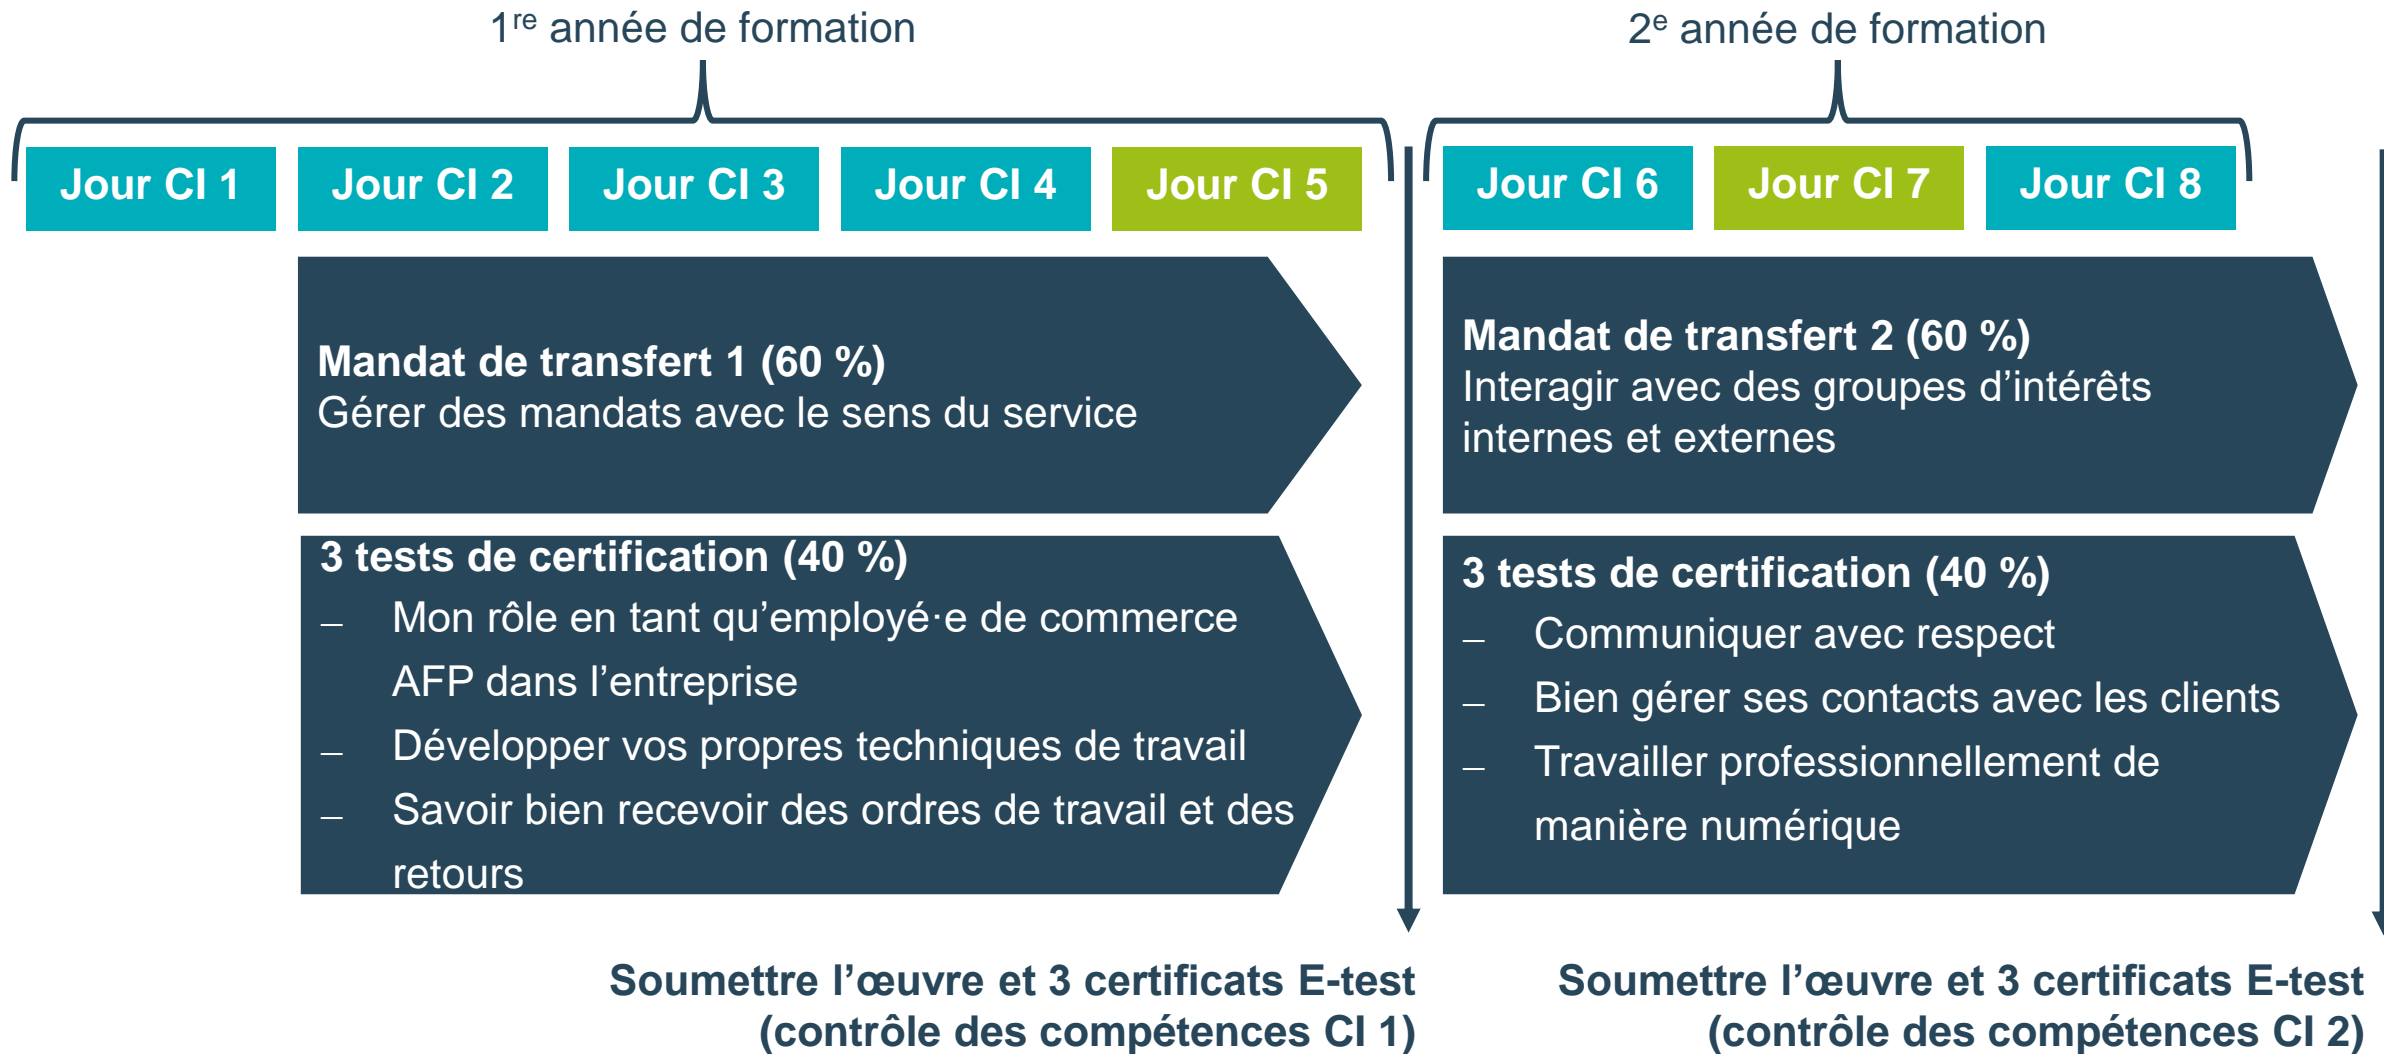 1re année de formation
2e année de formation
Jour CI 1
Jour CI 2
Jour CI 3
Jour CI 4
Jour CI 5
Jour CI 6
Jour CI 7
Jour CI 8
Mandat de transfert 1 (60 %)
Gérer des mandats avec le sens du service
Mandat de transfert 2 (60 %)
Interagir avec des groupes d’intérêts
internes et externes
3 tests de certification (40 %)
– Mon rôle en tant qu’employé·e de commerce
AFP dans l’entreprise
– Développer vos propres techniques de travail
– Savoir bien recevoir des ordres de travail et des
retours
3 tests de certification (40 %)
– Communiquer avec respect
– Bien gérer ses contacts avec les clients
– Travailler professionnellement de
manière numérique
Soumettre l’œuvre et 3 certificats E-test
(contrôle des compétences CI 1)
Soumettre l’œuvre et 3 certificats E-test
(contrôle des compétences CI 2)